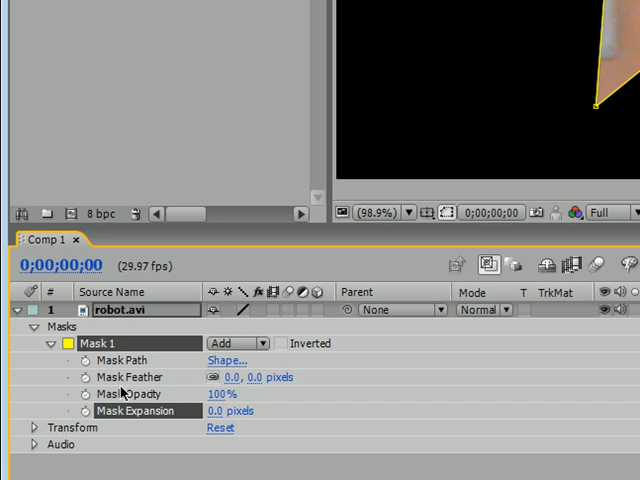 8 bpc
(98.9%)
0;00;00;00
Full
Comp 1 ×
0;00;00;00
(29.97 fps)
# Source Name Parent Mode T TrkMat
1 robot.avi None Normal
Masks
Mask 1 Add Inverted
Mask Path Shape...
Mask Feather 0.0, 0.0 pixels
Mask Opacity 100%
Mask Expansion 0.0 pixels
Transform Reset
Audio